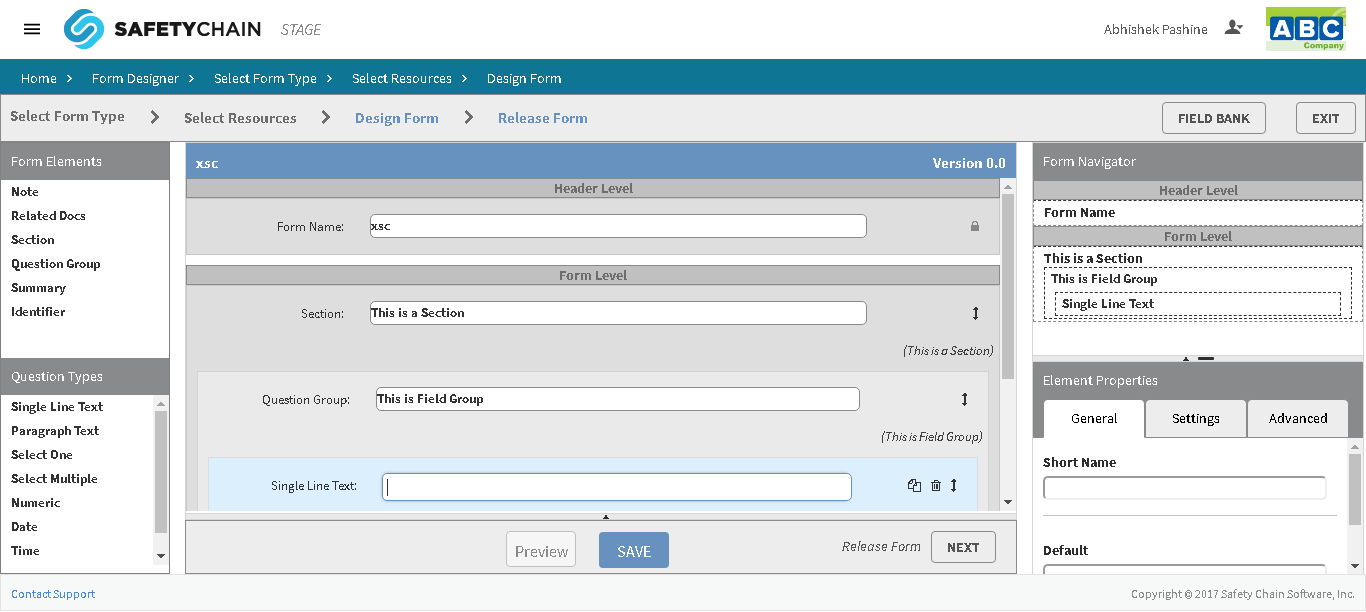 SAFETYCHAIN STAGE
Abhishek Pashine
ABC
Company
Home > Form Designer > Select Form Type > Select Resources > Design Form
Select Form Type > Select Resources > Design Form > Release Form
FIELD BANK
EXIT
Form Elements
Note
Related Docs
Section
Question Group
Summary
Identifier
Question Types
Single Line Text
Paragraph Text
Select One
Select Multiple
Numeric
Date
Time
xsc
Version 0.0
Header Level
Form Name: xsc
Form Level
Section: This is a Section
(This is a Section)
Question Group: This is Field Group
(This is Field Group)
Single Line Text:
Preview
SAVE
Release Form
NEXT
Form Navigator
Header Level
Form Name
Form Level
This is a Section
This is Field Group
Single Line Text
Element Properties
General
Settings
Advanced
Short Name
Default
Contact Support
Copyright © 2017 Safety Chain Software, Inc.